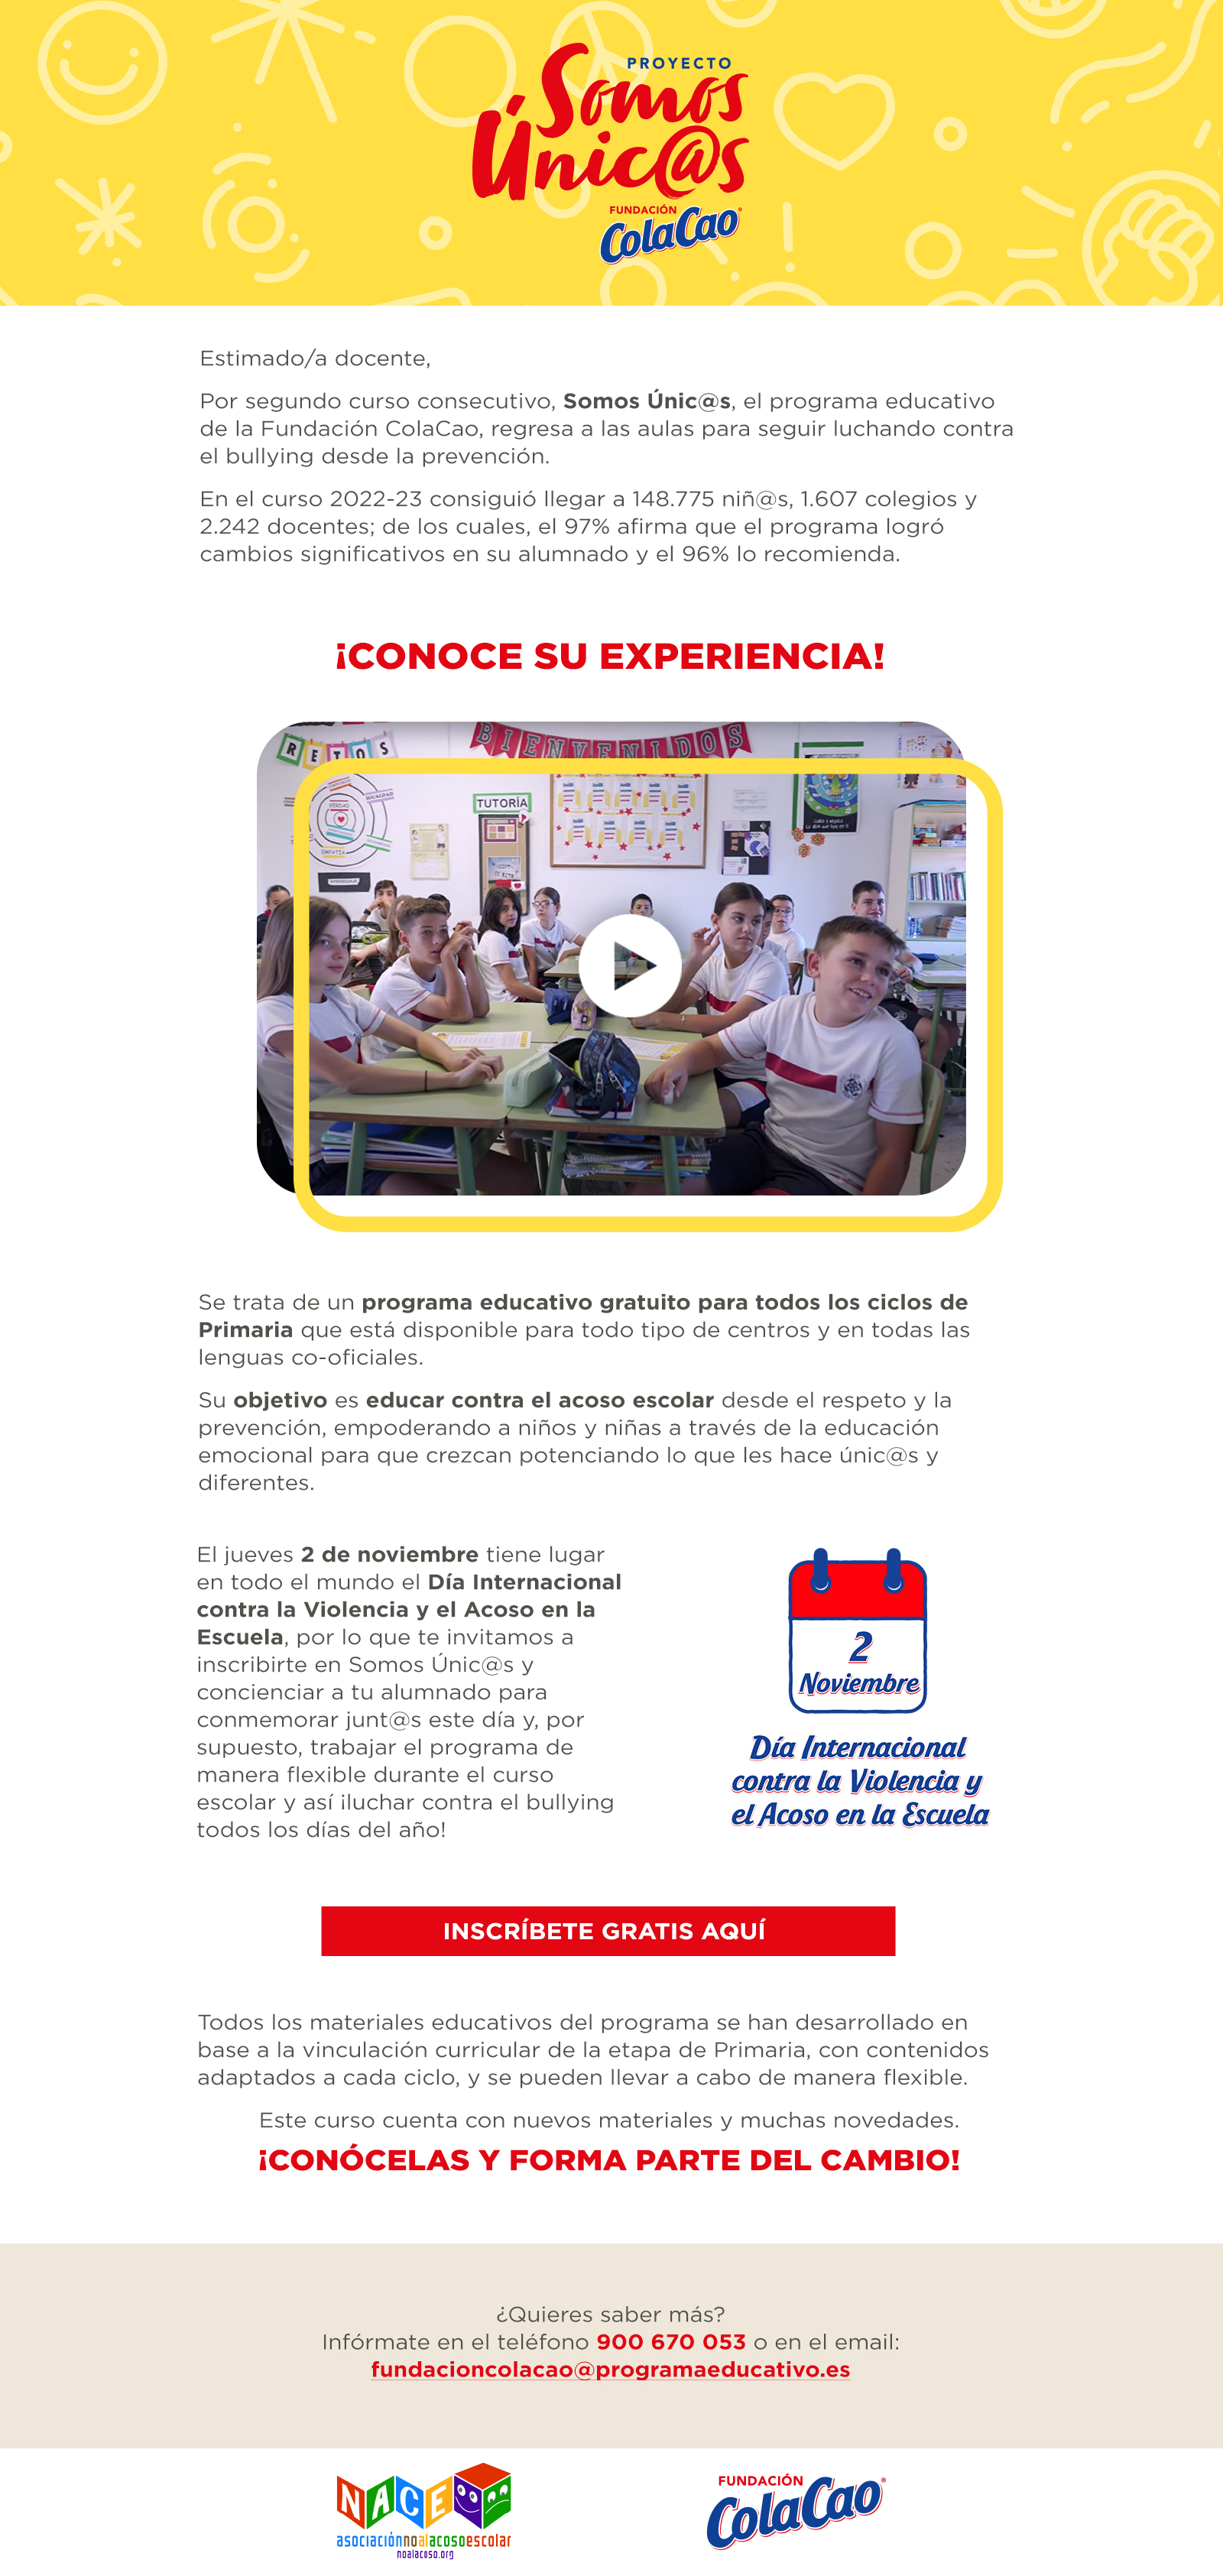 PROYECTO
Somos
Únic@s
FUNDACIÓN
ColaCao
Estimado/a docente,
Por segundo curso consecutivo, Somos Únic@s, el programa educativo
de la Fundación ColaCao, regresa a las aulas para seguir luchando contra
el bullying desde la prevención.
En el curso 2022-23 consiguió llegar a 148.775 niñ@s, 1.607 colegios y
2.242 docentes; de los cuales, el 97% afirma que el programa logró
cambios significativos en su alumnado y el 96% lo recomienda.
¡CONOCE SU EXPERIENCIA!
RETOS
BIENVENIDOS
VERDAD
IGUALDAD
EMPATÍA
TUTORÍA
Se trata de un programa educativo gratuito para todos los ciclos de
Primaria que está disponible para todo tipo de centros y en todas las
lenguas co-oficiales.
Su objetivo es educar contra el acoso escolar desde el respeto y la
prevención, empoderando a niños y niñas a través de la educación
emocional para que crezcan potenciando lo que les hace únic@s y
diferentes.
El jueves 2 de noviembre tiene lugar
en todo el mundo el Día Internacional
contra la Violencia y el Acoso en la
Escuela, por lo que te invitamos a
inscribirte en Somos Únic@s y
concienciar a tu alumnado para
conmemorar junt@s este día y, por
supuesto, trabajar el programa de
manera flexible durante el curso
escolar y así ¡luchar contra el bullying
todos los días del año!
2
Noviembre
Día Internacional
contra la Violencia y
el Acoso en la Escuela
INSCRÍBETE GRATIS AQUÍ
Todos los materiales educativos del programa se han desarrollado en
base a la vinculación curricular de la etapa de Primaria, con contenidos
adaptados a cada ciclo, y se pueden llevar a cabo de manera flexible.
Este curso cuenta con nuevos materiales y muchas novedades.
¡CONÓCELAS Y FORMA PARTE DEL CAMBIO!
¿Quieres saber más?
Infórmate en el teléfono 900 670 053 o en el email:
fundacioncolacao@programaeducativo.es
NACE
asociaciónnoalacosoescolar
noalacoso.org
FUNDACIÓN
ColaCao